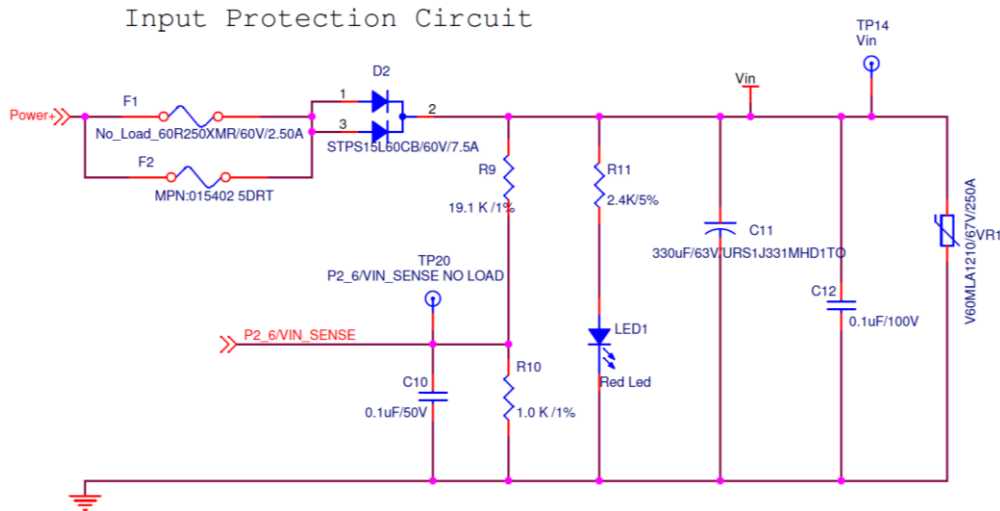 Input Protection Circuit
TP14
Vin
Vin
D2
F1
1
Power+
2
No_Load_60R250XMR/60V/2.50A
3
STPS15L60CB/60V/7.5A
F2
MPN:015402 5DRT
R9
19.1 K /1%
R11
2.4K/5%
C11
330uF/63V/URS1J331MHD1TO
VR1
V60MLA1210/67V/250A
TP20
P2_6/VIN_SENSE NO LOAD
C12
0.1uF/100V
P2_6/VIN_SENSE
LED1
Red Led
C10
0.1uF/50V
R10
1.0 K /1%